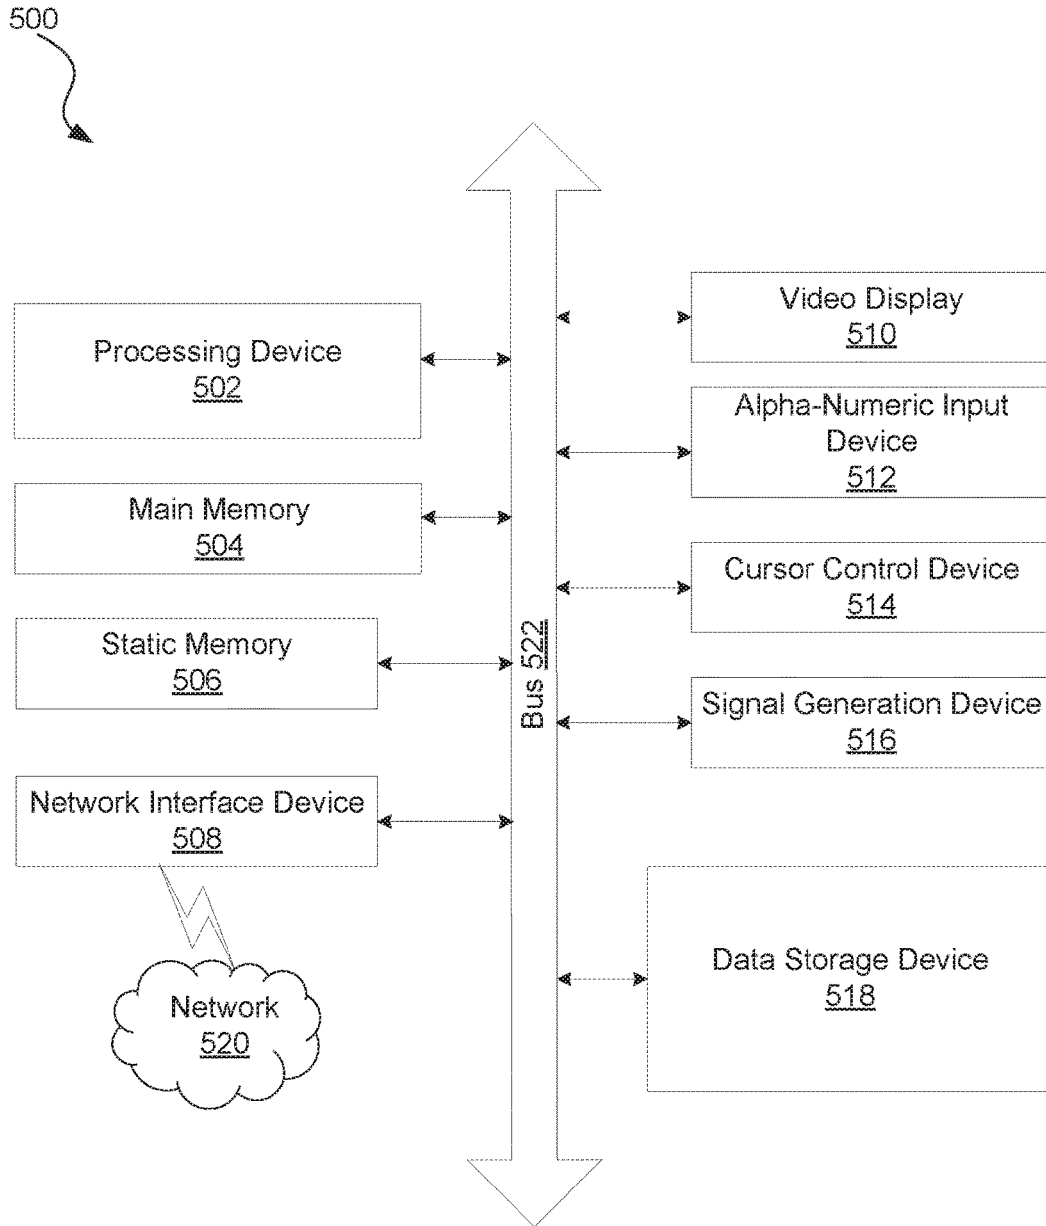 500
Processing Device
502
Main Memory
504
Static Memory
506
Network Interface Device
508
Network
520
Bus 522
Video Display
510
Alpha-Numeric Input
Device
512
Cursor Control Device
514
Signal Generation Device
516
Data Storage Device
518